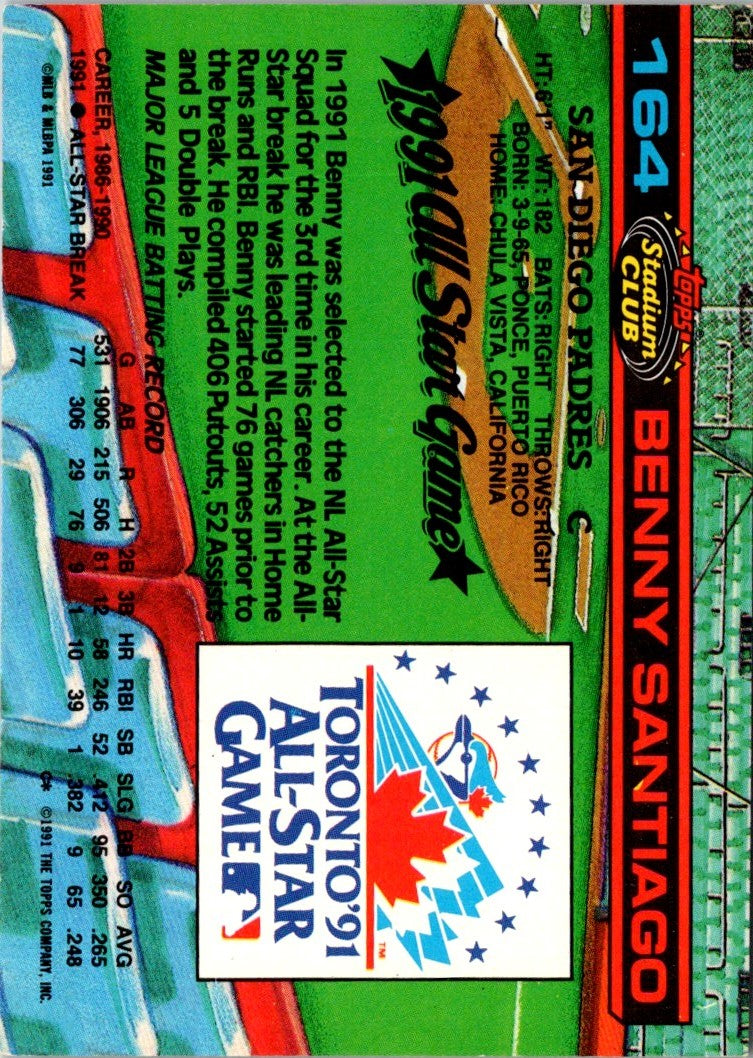 164
topps
Stadium
CLUB
BENNY SANTIAGO
SAN DIEGO PADRES C
HT: 6'1" WT: 182 BATS: RIGHT THROWS: RIGHT
BORN: 3-9-65, PONCE, PUERTO RICO
HOME: CHULA VISTA, CALIFORNIA
1991 All Star Game
In 1991 Benny was selected to the NL All-Star
Squad for the 3rd time in his career. At the All-
Star break he was leading NL catchers in Home
Runs and RBI. Benny started 76 games prior to
the break. He compiled 406 Putouts, 52 Assists
and 5 Double Plays.
TORONTO '91
ALL-STAR
GAME
TM
MAJOR LEAGUE BATTING RECORD
G AB R H 2B 3B HR RBI SB SLG BB SO AVG
CAREER, 1986-1990 531 1906 215 506 81 12 58 246 52 .412 95 350 .265
1991 ● ALL-STAR BREAK 77 306 29 76 9 1 10 39 1 .382 9 65 .248
©MLB & MLBPA 1991
C* ©1991 THE TOPPS COMPANY, INC.